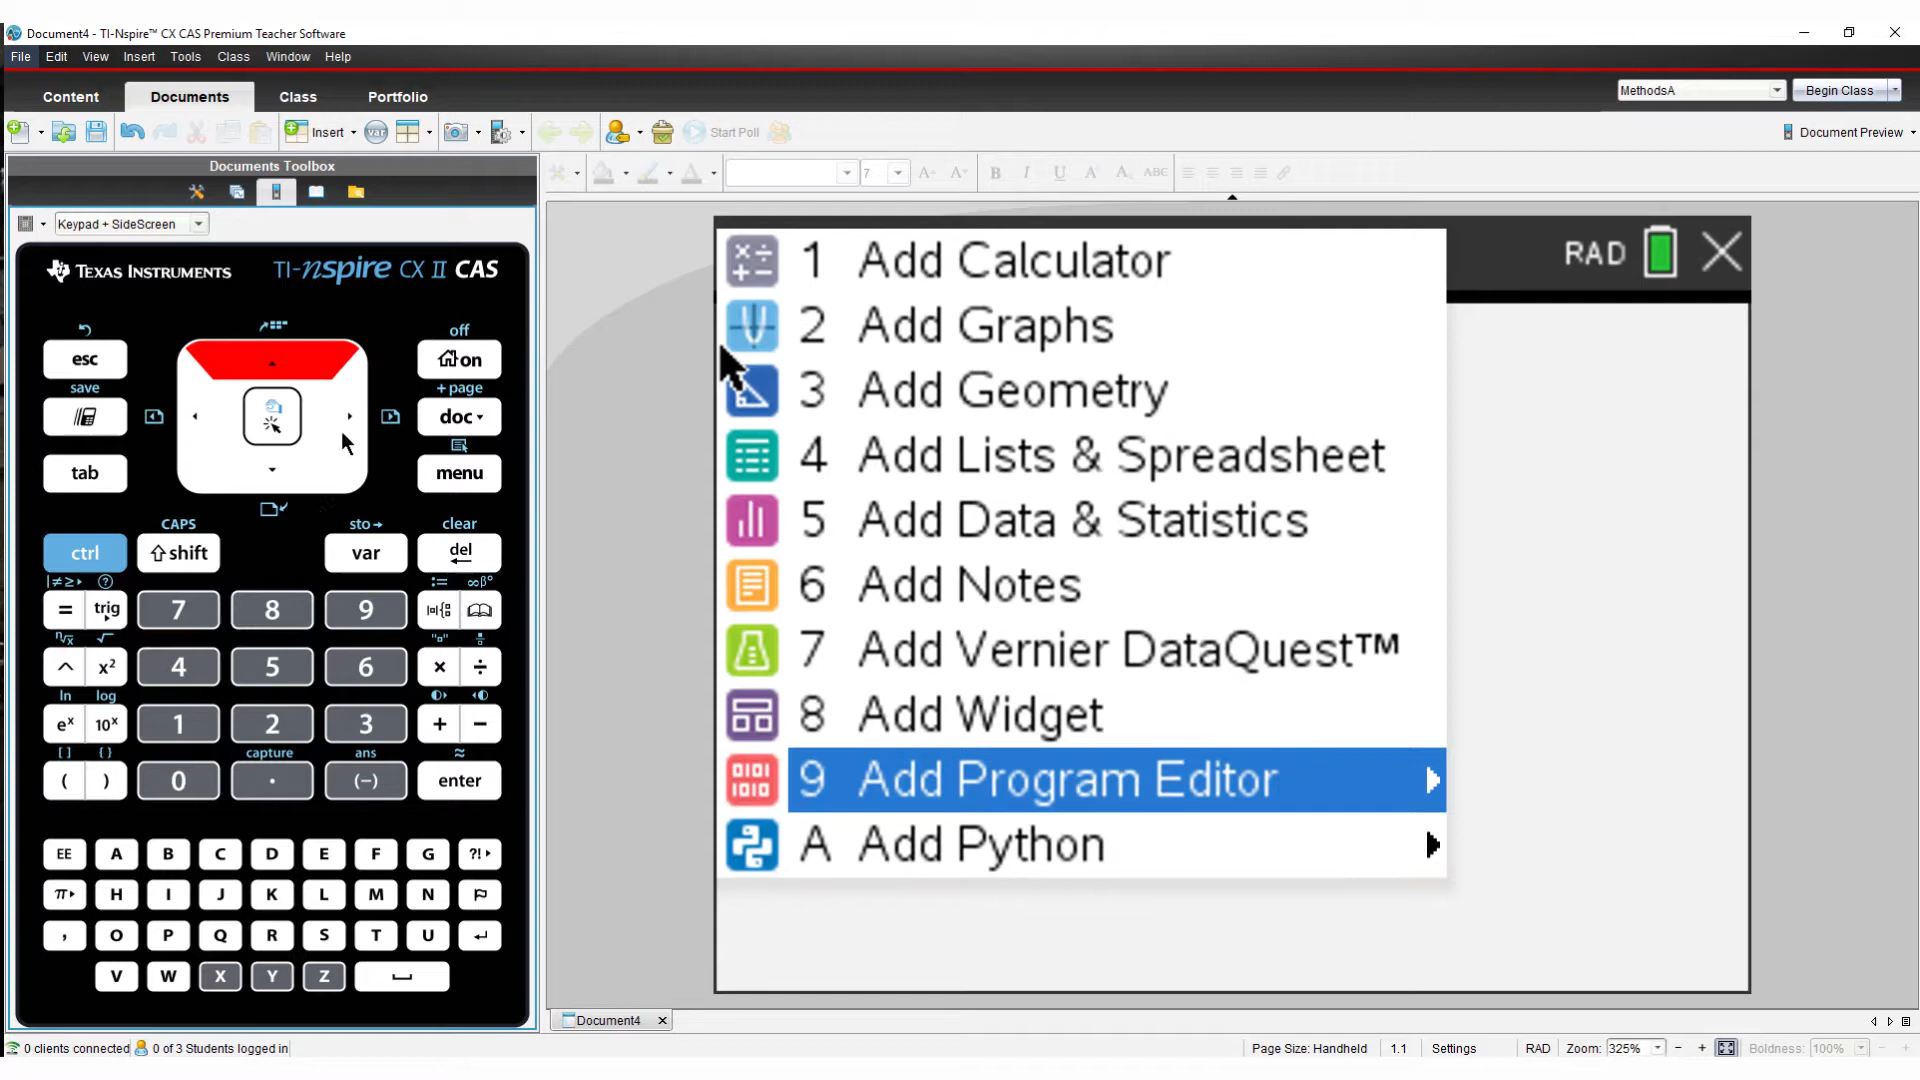 Document4 - TI-Nspire™ CX CAS Premium Teacher Software
File Edit View Insert Tools Class Window Help
Content Documents Class Portfolio
MethodsA Begin Class
Insert var Start Poll Document Preview
Documents Toolbox
7 A+ A- B I U A A ABC
Keypad + SideScreen
TEXAS INSTRUMENTS TI-nspire CX II CAS
off
esc on
save + page
doc
tab menu
CAPS sto→ clear
ctrl shift var del
= trig 7 8 9
^ x² 4 5 6 × ÷
ln log
eˣ 10ˣ 1 2 3 + −
[ ] { } capture ans ≈
( ) 0 . (−) enter
EE A B C D E F G ?!
π H I J K L M N
, O P Q R S T U
V W X Y Z
RAD
1 Add Calculator
2 Add Graphs
3 Add Geometry
4 Add Lists & Spreadsheet
5 Add Data & Statistics
6 Add Notes
7 Add Vernier DataQuest™
8 Add Widget
9 Add Program Editor
A Add Python
Document4
0 clients connected 0 of 3 Students logged in Page Size: Handheld 1.1 Settings RAD Zoom: 325% − + Boldness: 100% − +